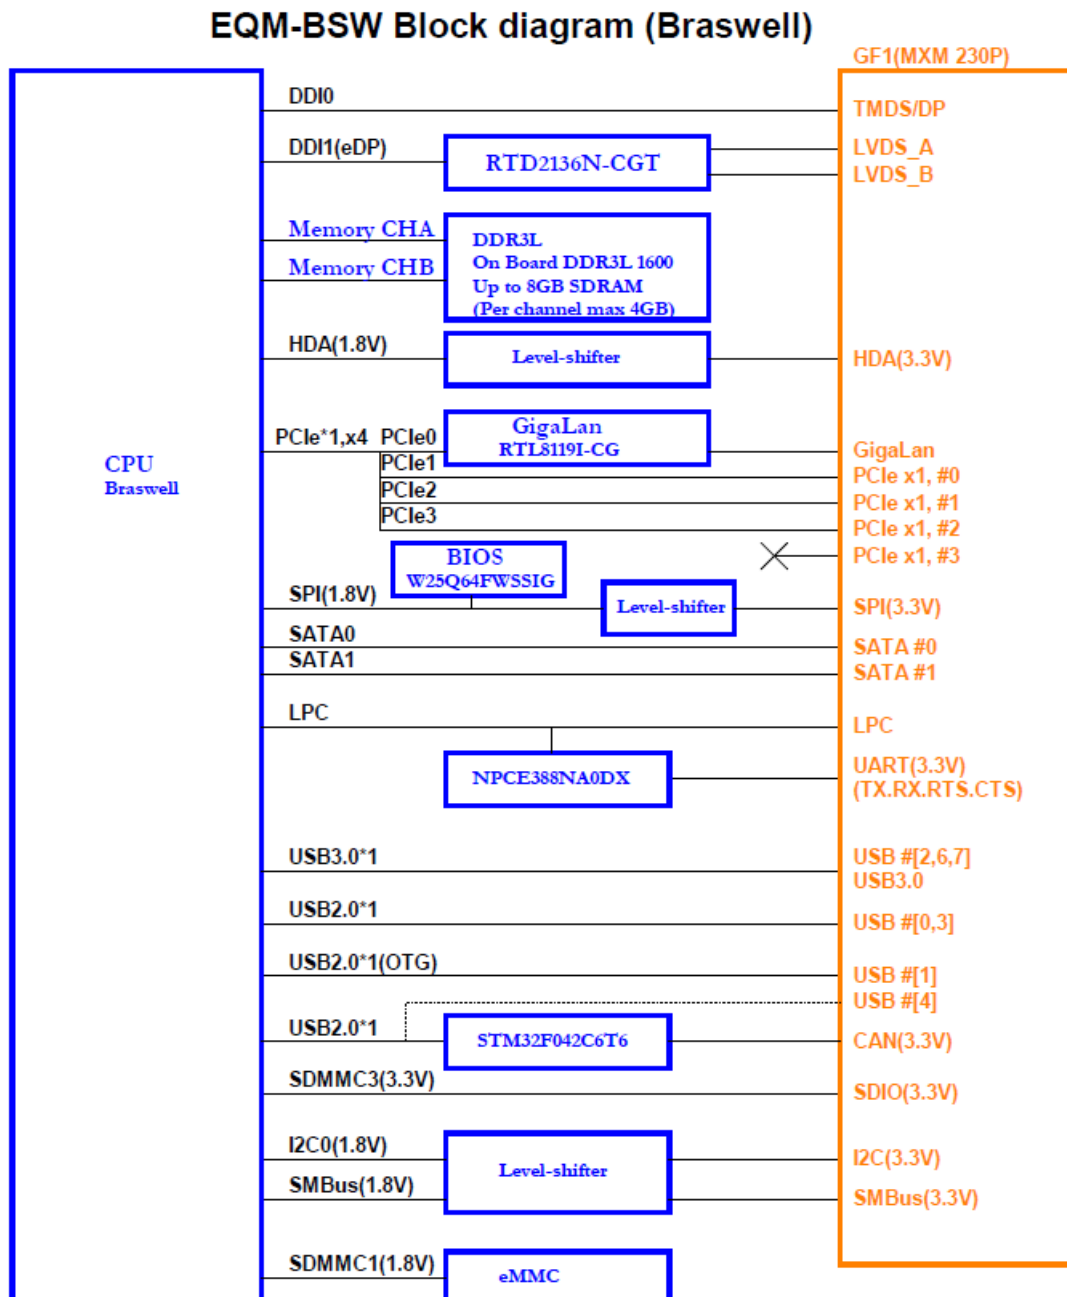 EQM-BSW Block diagram (Braswell)
GF1(MXM 230P)
DDI0
TMDS/DP
DDI1(eDP)
RTD2136N-CGT
LVDS_A
LVDS_B
Memory CHA
Memory CHB
DDR3L
On Board DDR3L 1600
Up to 8GB SDRAM
(Per channel max 4GB)
HDA(1.8V)
Level-shifter
HDA(3.3V)
CPU
Braswell
PCIe*1,x4 PCIe0
GigaLan
RTL8119I-CG
GigaLan
PCIe1
PCIe x1, #0
PCIe2
PCIe x1, #1
PCIe3
PCIe x1, #2
PCIe x1, #3
BIOS
W25Q64FWSSIG
SPI(1.8V)
Level-shifter
SPI(3.3V)
SATA0
SATA #0
SATA1
SATA #1
LPC
LPC
NPCE388NA0DX
UART(3.3V)
(TX.RX.RTS.CTS)
USB3.0*1
USB #[2,6,7]
USB3.0
USB2.0*1
USB #[0,3]
USB2.0*1(OTG)
USB #[1]
USB #[4]
USB2.0*1
STM32F042C6T6
CAN(3.3V)
SDMMC3(3.3V)
SDIO(3.3V)
I2C0(1.8V)
Level-shifter
I2C(3.3V)
SMBus(1.8V)
SMBus(3.3V)
SDMMC1(1.8V)
eMMC